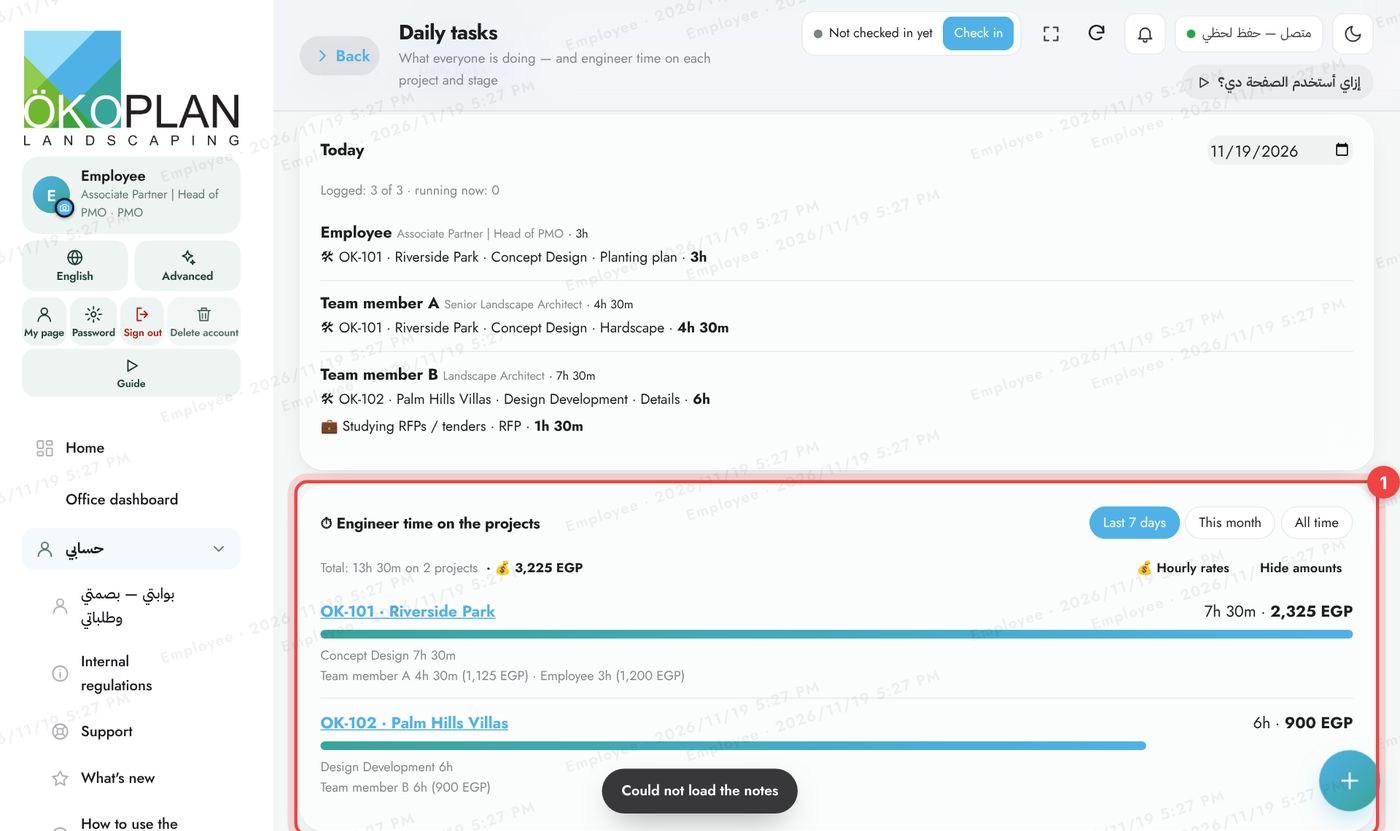 ÖKOPLAN
LANDSCAPING
Employee
Associate Partner | Head of
PMO · PMO
English
Advanced
My page
Password
Sign out
Delete account
Guide
Home
Office dashboard
حسابي
بوابتي — بصمتي
وطلباتي
Internal
regulations
Support
What's new
How to use the
Back
Daily tasks
What everyone is doing — and engineer time on each
project and stage
Not checked in yet
Check in
متصل — حفظ لحظي
إزاي أستخدم الصفحة دي؟
Today
11/19/2026
Logged: 3 of 3 · running now: 0
Employee Associate Partner | Head of PMO · 3h
🛠 OK-101 · Riverside Park · Concept Design · Planting plan · 3h
Team member A Senior Landscape Architect · 4h 30m
🛠 OK-101 · Riverside Park · Concept Design · Hardscape · 4h 30m
Team member B Landscape Architect · 7h 30m
🛠 OK-102 · Palm Hills Villas · Design Development · Details · 6h
💼 Studying RFPs / tenders · RFP · 1h 30m
1
⏱ Engineer time on the projects
Last 7 days
This month
All time
Total: 13h 30m on 2 projects · 💰 3,225 EGP
💰 Hourly rates
Hide amounts
OK-101 · Riverside Park
7h 30m · 2,325 EGP
Concept Design 7h 30m
Team member A 4h 30m (1,125 EGP) · Employee 3h (1,200 EGP)
OK-102 · Palm Hills Villas
6h · 900 EGP
Design Development 6h
Team member B 6h (900 EGP)
Could not load the notes
Employee · 2026/11/19 5:27 PM